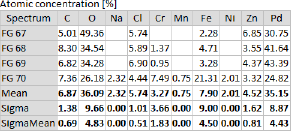 Atomic concentration [%]
Spectrum C O Na Cl Cr Mn Fe Ni Zn Pd
FG 67 5.01 49.36 5.74 2.28 6.85 30.75
FG 68 8.30 34.54 5.89 1.37 4.71 3.55 41.64
FG 69 6.82 34.28 6.90 0.95 3.28 4.37 43.39
FG 70 7.36 26.18 2.32 4.44 7.49 0.75 21.31 2.01 3.32 24.82
Mean 6.87 36.09 2.32 5.74 3.27 0.75 7.90 2.01 4.52 35.15
Sigma 1.38 9.66 0.00 1.01 3.66 0.00 9.00 0.00 1.62 8.87
SigmaMean 0.69 4.83 0.00 0.51 1.83 0.00 4.50 0.00 0.81 4.43